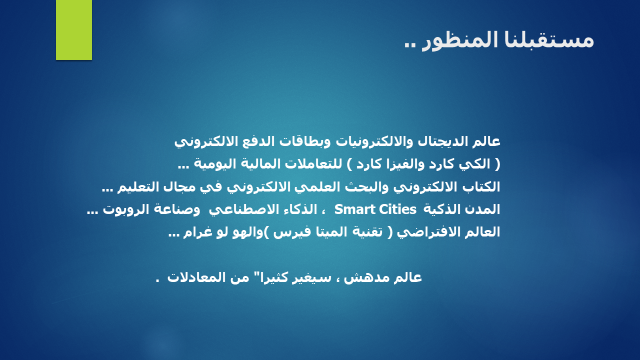 مستقبلنا المنظور ..
عالم الديجتال والالكترونيات وبطاقات الدفع الالكتروني
( الكي كارد والفيزا كارد ) للتعاملات المالية اليومية ...
الكتاب الالكتروني والبحث العلمي الالكتروني في مجال التعليم ...
المدن الذكية Smart Cities ، الذكاء الاصطناعي وصناعة الروبوت ...
العالم الافتراضي ( تقنية الميتا فيرس )والهو لو غرام ...
عالم مدهش ، سيغير كثيرا" من المعادلات .